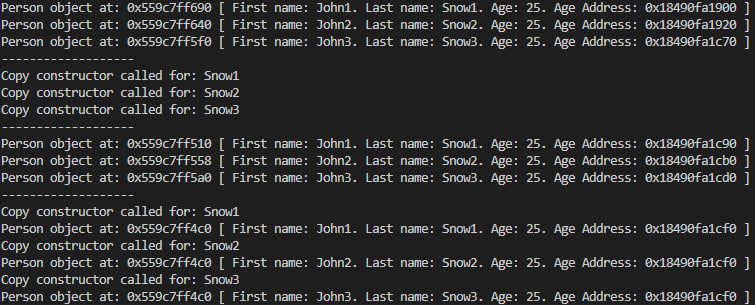 Person object at: 0x559c7ff690 [ First name: John1. Last name: Snow1. Age: 25. Age Address: 0x18490fa1900 ]
Person object at: 0x559c7ff640 [ First name: John2. Last name: Snow2. Age: 25. Age Address: 0x18490fa1920 ]
Person object at: 0x559c7ff5f0 [ First name: John3. Last name: Snow3. Age: 25. Age Address: 0x18490fa1c70 ]
-------------------
Copy constructor called for: Snow1
Copy constructor called for: Snow2
Copy constructor called for: Snow3
-------------------
Person object at: 0x559c7ff510 [ First name: John1. Last name: Snow1. Age: 25. Age Address: 0x18490fa1c90 ]
Person object at: 0x559c7ff558 [ First name: John2. Last name: Snow2. Age: 25. Age Address: 0x18490fa1cb0 ]
Person object at: 0x559c7ff5a0 [ First name: John3. Last name: Snow3. Age: 25. Age Address: 0x18490fa1cd0 ]
-------------------
Copy constructor called for: Snow1
Person object at: 0x559c7ff4c0 [ First name: John1. Last name: Snow1. Age: 25. Age Address: 0x18490fa1cf0 ]
Copy constructor called for: Snow2
Person object at: 0x559c7ff4c0 [ First name: John2. Last name: Snow2. Age: 25. Age Address: 0x18490fa1cf0 ]
Copy constructor called for: Snow3
Person object at: 0x559c7ff4c0 [ First name: John3. Last name: Snow3. Age: 25. Age Address: 0x18490fa1cf0 ]